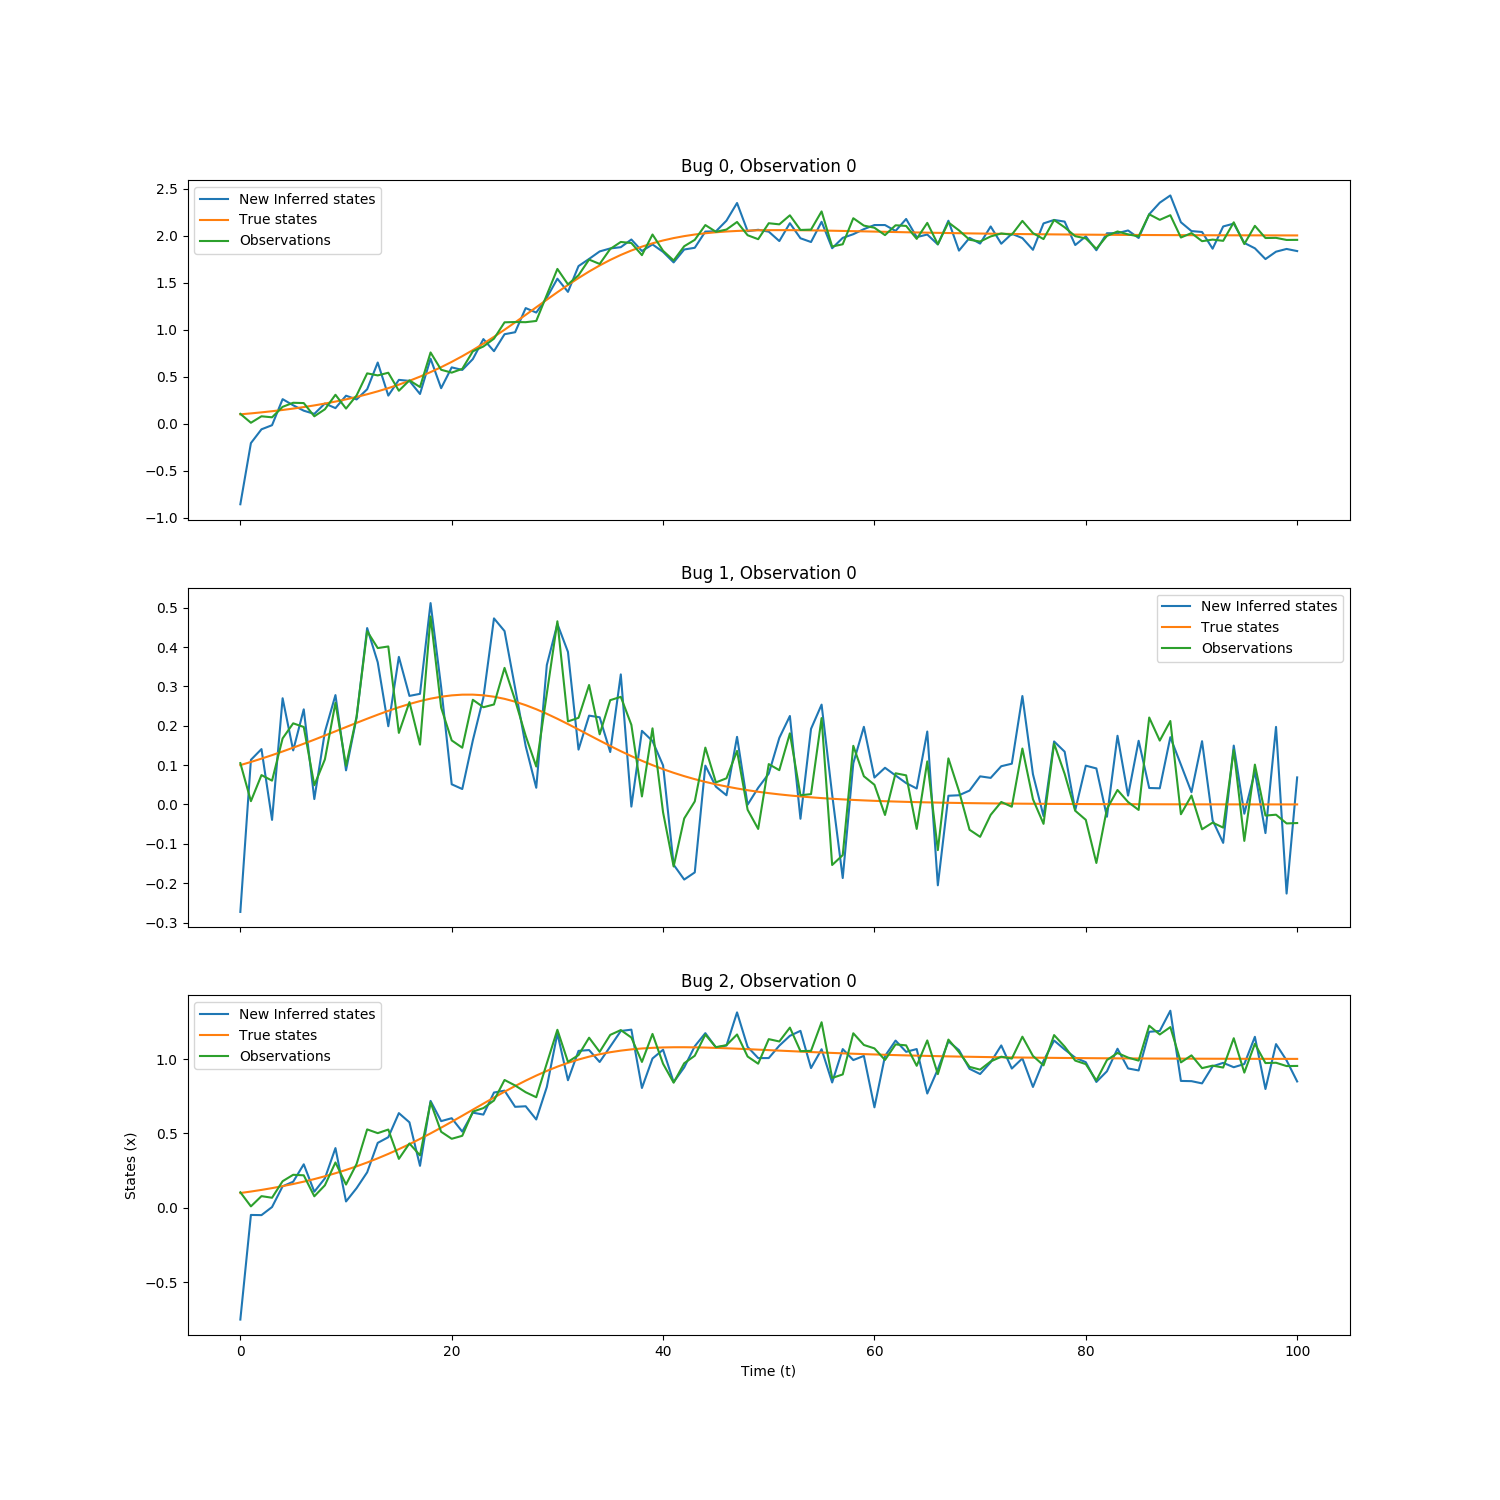 Bug 0, Observation 0
New Inferred states
True states
Observations
2.5
2.0
1.5
1.0
0.5
0.0
−0.5
−1.0
Bug 1, Observation 0
New Inferred states
True states
Observations
0.5
0.4
0.3
0.2
0.1
0.0
−0.1
−0.2
−0.3
Bug 2, Observation 0
New Inferred states
True states
Observations
1.0
0.5
0.0
−0.5
States (x)
0 20 40 60 80 100
Time (t)